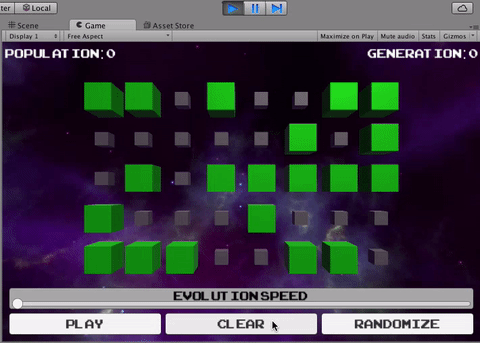 ter Local
Scene Game Asset Store
Display 1 Free Aspect Maximize on Play Mute audio Stats Gizmos
POPULATION:0 GENERATION:0
EVOLUTION SPEED
PLAY CLEAR RANDOMIZE